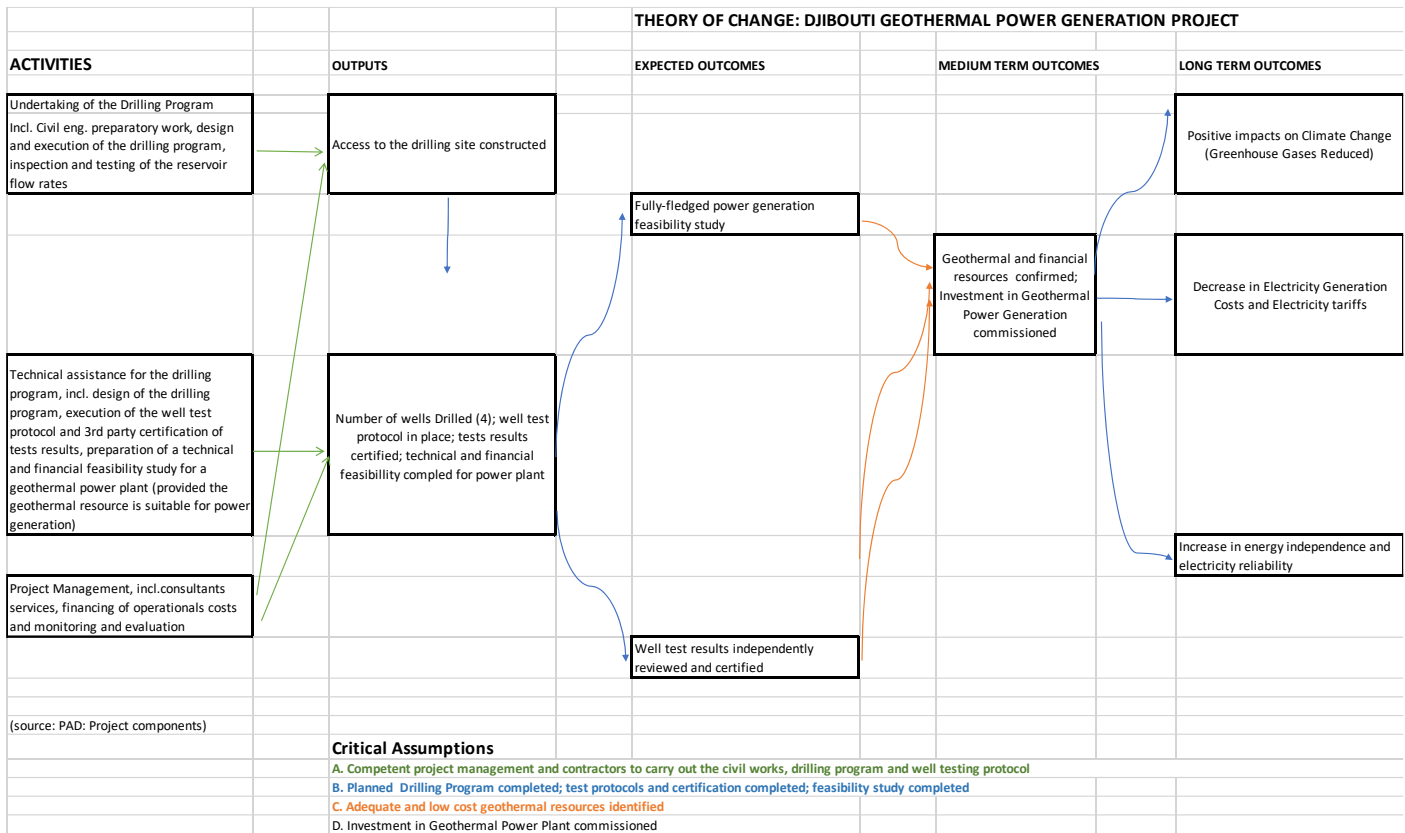 THEORY OF CHANGE: DJIBOUTI GEOTHERMAL POWER GENERATION PROJECT
ACTIVITIES
OUTPUTS
EXPECTED OUTCOMES
MEDIUM TERM OUTCOMES
LONG TERM OUTCOMES
Undertaking of the Drilling Program
Incl. Civil eng. preparatory work, design
and execution of the drilling program,
inspection and testing of the reservoir
flow rates
Access to the drilling site constructed
Positive impacts on Climate Change
(Greenhouse Gases Reduced)
Fully-fledged power generation
feasibility study
Geothermal and financial
resources confirmed;
Investment in Geothermal
Power Generation
commissioned
Decrease in Electricity Generation
Costs and Electricity tariffs
Technical assistance for the drilling
program, incl. design of the drilling
program, execution of the well test
protocol and 3rd party certification of
tests results, preparation of a technical
and financial feasibility study for a
geothermal power plant (provided the
geothermal resource is suitable for power
generation)
Number of wells Drilled (4); well test
protocol in place; tests results
certified; technical and financial
feasibillity compled for power plant
Increase in energy independence and
electricity reliability
Project Management, incl.consultants
services, financing of operationals costs
and monitoring and evaluation
Well test results independently
reviewed and certified
(source: PAD: Project components)
Critical Assumptions
A. Competent project management and contractors to carry out the civil works, drilling program and well testing protocol
B. Planned Drilling Program completed; test protocols and certification completed; feasibility study completed
C. Adequate and low cost geothermal resources identified
D. Investment in Geothermal Power Plant commissioned